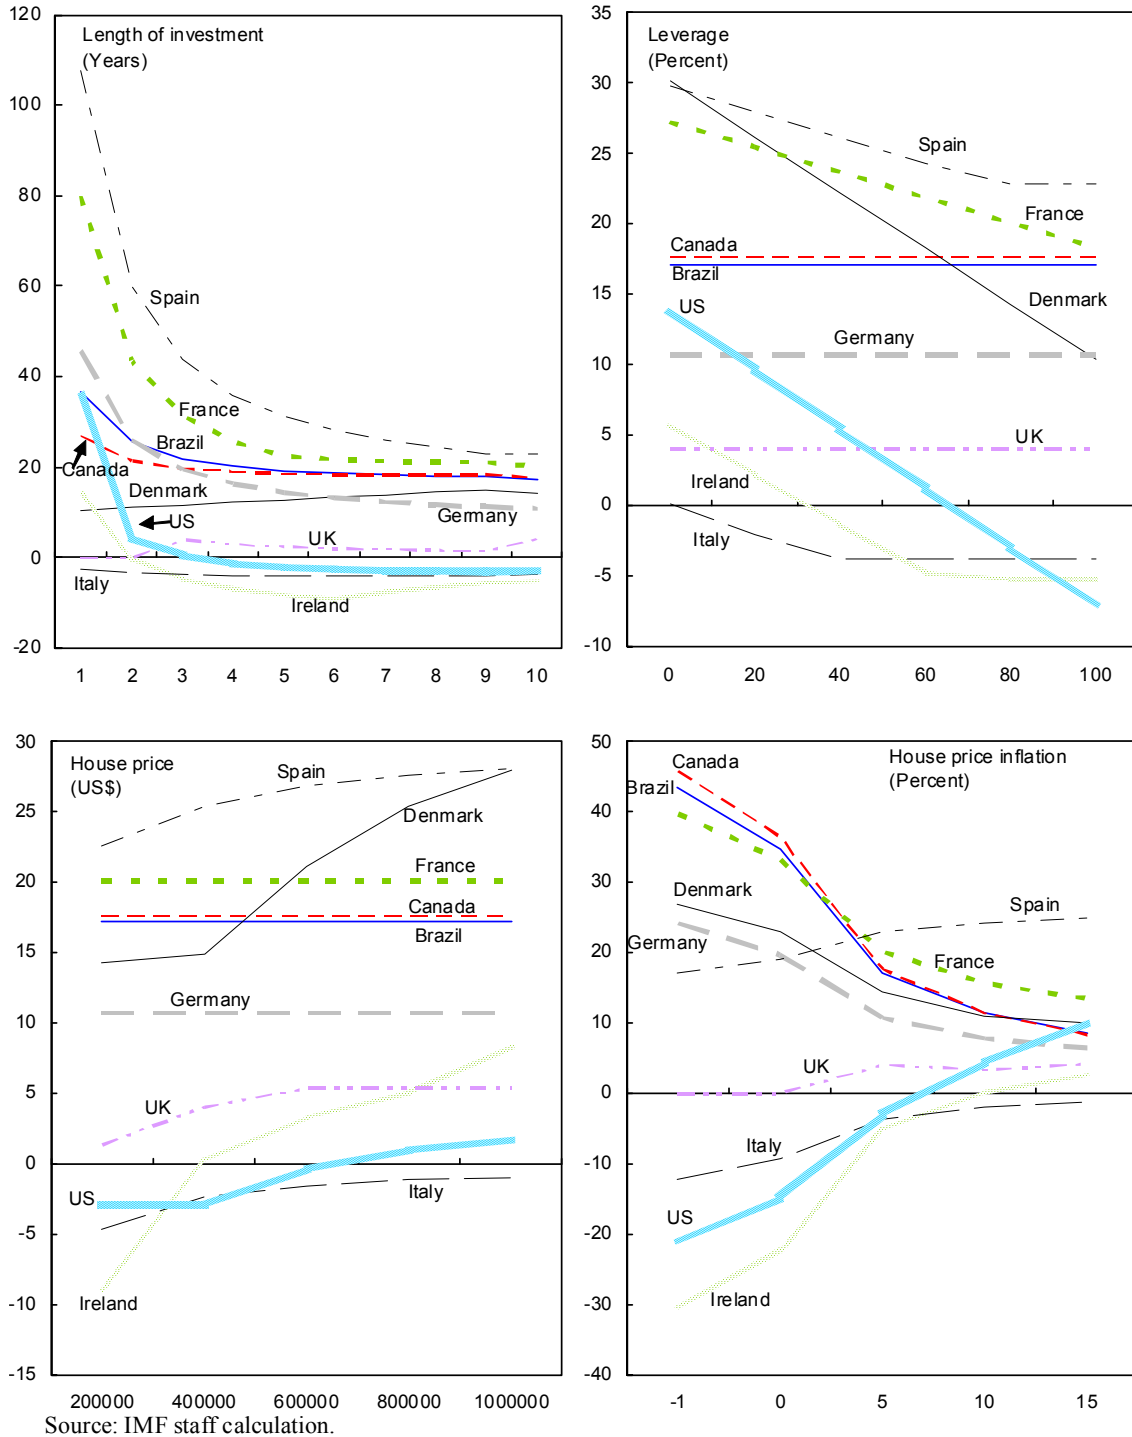 120
100
80
60
40
20
0
-20
Length of investment
(Years)
Spain
France
Brazil
Canada
Denmark
US
Germany
UK
Italy
Ireland
1 2 3 4 5 6 7 8 9 10
35
30
25
20
15
10
5
0
-5
-10
Leverage
(Percent)
Spain
France
Canada
Brazil
Denmark
US
Germany
UK
Ireland
Italy
0 20 40 60 80 100
30
25
20
15
10
5
0
-5
-10
-15
House price
(US$)
Spain
Denmark
France
Canada
Brazil
Germany
UK
US
Italy
Ireland
200000 400000 600000 800000 1000000
50
40
30
20
10
0
-10
-20
-30
-40
House price inflation
(Percent)
Canada
Brazil
Denmark
Spain
Germany
France
UK
Italy
US
Ireland
-1 0 5 10 15
Source: IMF staff calculation.